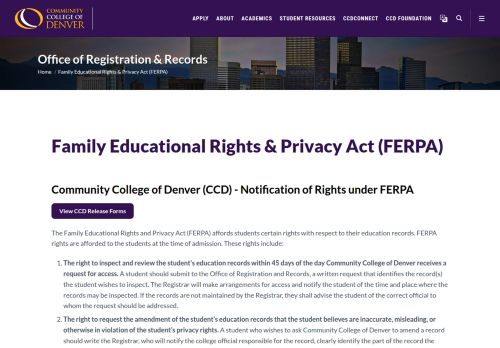 COMMUNITY
COLLEGE OF
DENVER
APPLY
ABOUT
ACADEMICS
STUDENT RESOURCES
CCDCONNECT
CCD FOUNDATION
Office of Registration & Records
Home / Family Educational Rights & Privacy Act (FERPA)
Family Educational Rights & Privacy Act (FERPA)
Community College of Denver (CCD) - Notification of Rights under FERPA
View CCD Release Forms
The Family Educational Rights and Privacy Act (FERPA) affords students certain rights with respect to their education records. FERPA
rights are afforded to the students at the time of admission. These rights include:
1. The right to inspect and review the student's education records within 45 days of the day Community College of Denver receives a
request for access. A student should submit to the Office of Registration and Records, a written request that identifies the record(s)
the student wishes to inspect. The Registrar will make arrangements for access and notify the student of the time and place where the
records may be inspected. If the records are not maintained by the Registrar, they shall advise the student of the correct official to
whom the request should be addressed.
2. The right to request the amendment of the student's education records that the student believes are inaccurate, misleading, or
otherwise in violation of the student's privacy rights. A student who wishes to ask Community College of Denver to amend a record
should write the Registrar, who will notify the college official responsible for the record, clearly identify the part of the record the